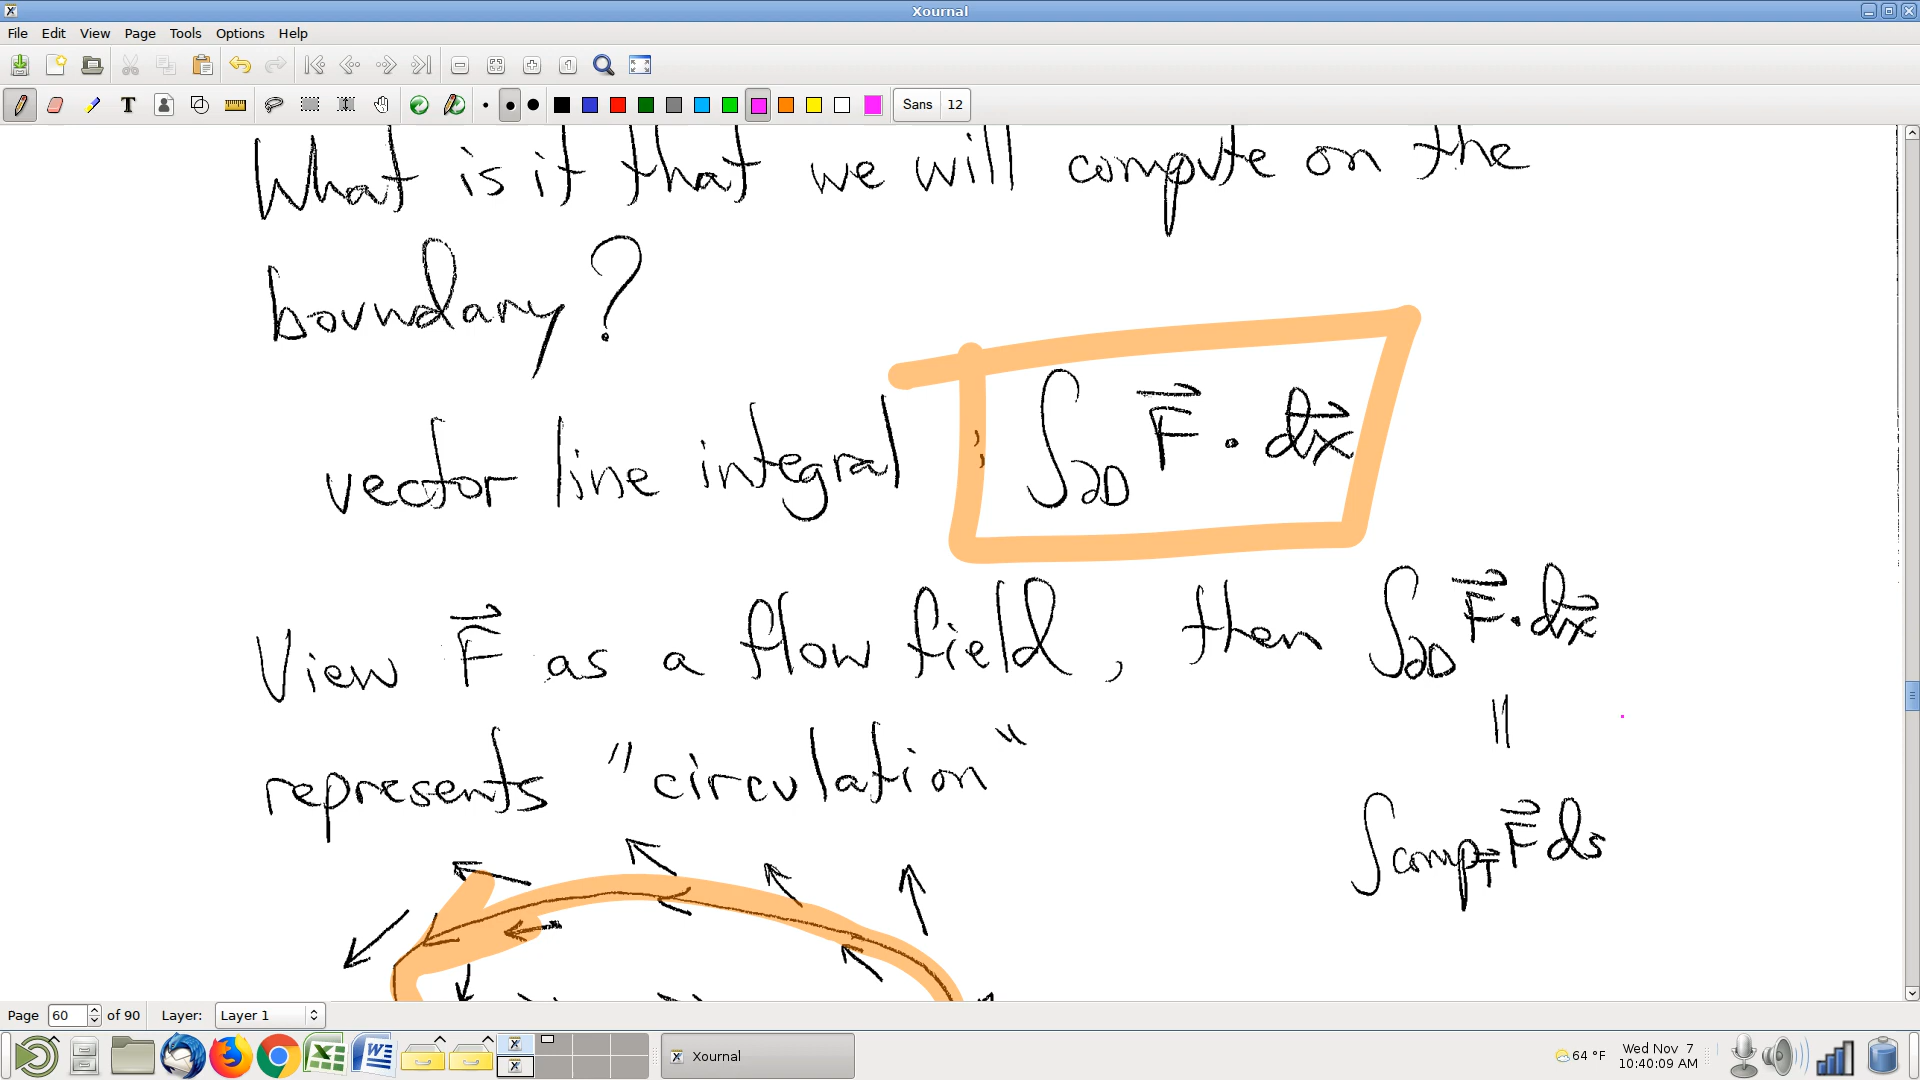 Xournal
File Edit View Page Tools Options Help
Sans 12
What is it that we will compute on the
boundary?
vector line integral : ∫∂D F⃗ · dx⃗
View F⃗ as a flow field, then ∫∂D F⃗ · dx⃗
represents "circulation"
||
∫ comp_T⃗ F⃗ ds
Page 60 of 90 Layer: Layer 1
Xournal
64 °F
Wed Nov 7
10:40:09 AM